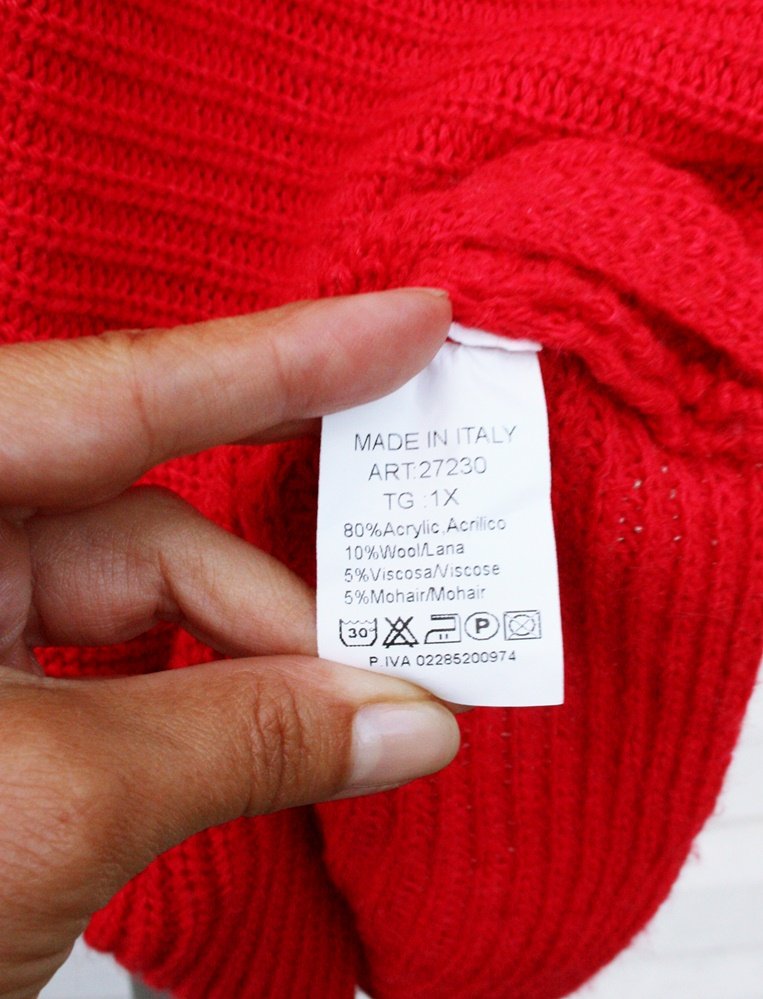 MADE IN ITALY
ART:27230
TG :1X
80%Acrylic,Acrilico
10%Wool/Lana
5%Viscosa/Viscose
5%Mohair/Mohair
30 P
P.IVA 02285200974